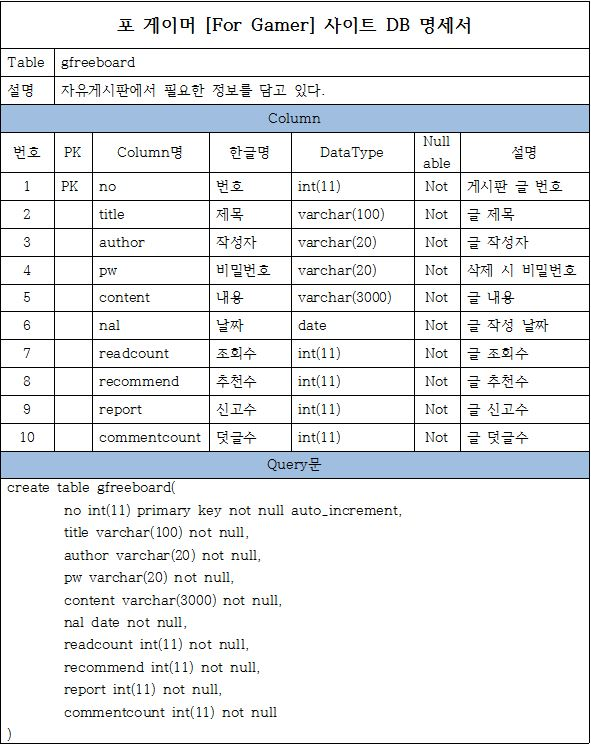 포 게이머 [For Gamer] 사이트 DB 명세서
Table gfreeboard
설명 자유게시판에서 필요한 정보를 담고 있다.
Column
번호 PK Column명 한글명 DataType Null able 설명
1 PK no 번호 int(11) Not 게시판 글 번호
2 title 제목 varchar(100) Not 글 제목
3 author 작성자 varchar(20) Not 글 작성자
4 pw 비밀번호 varchar(20) Not 삭제 시 비밀번호
5 content 내용 varchar(3000) Not 글 내용
6 nal 날짜 date Not 글 작성 날짜
7 readcount 조회수 int(11) Not 글 조회수
8 recommend 추천수 int(11) Not 글 추천수
9 report 신고수 int(11) Not 글 신고수
10 commentcount 덧글수 int(11) Not 글 덧글수
Query문
create table gfreeboard(
no int(11) primary key not null auto_increment,
title varchar(100) not null,
author varchar(20) not null,
pw varchar(20) not null,
content varchar(3000) not null,
nal date not null,
readcount int(11) not null,
recommend int(11) not null,
report int(11) not null,
commentcount int(11) not null
)